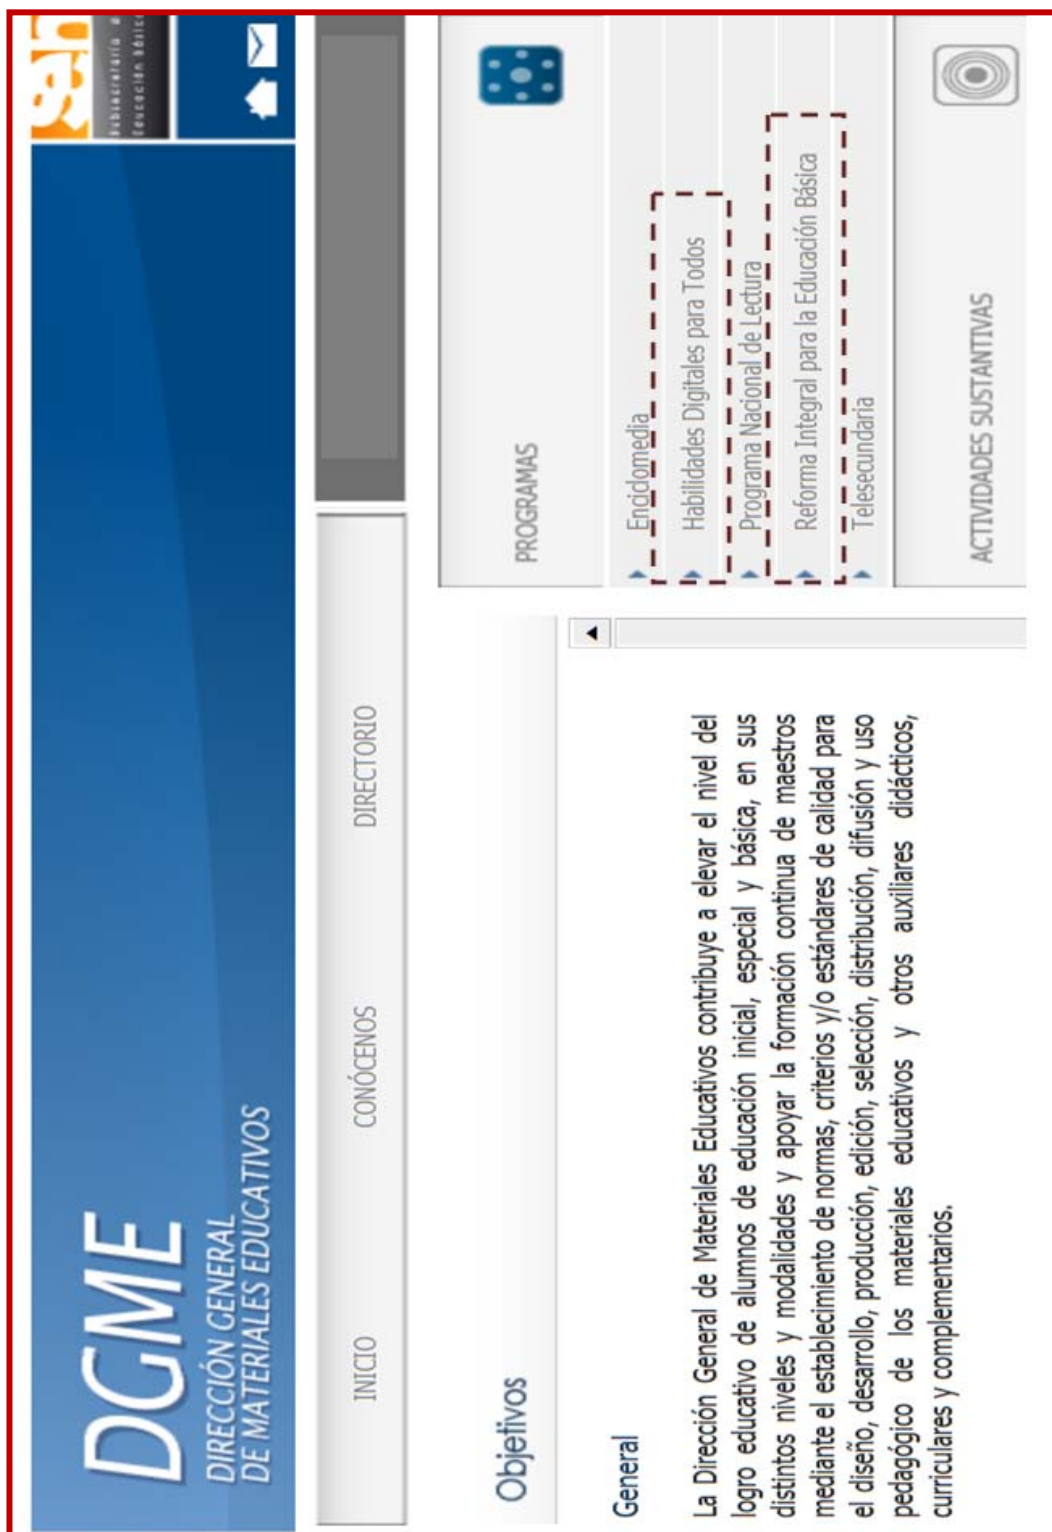 DGME
DIRECCIÓN GENERAL
DE MATERIALES EDUCATIVOS
Subsecretaría
Educación Básica
INICIO
CONÓCENOS
DIRECTORIO
Objetivos
General
La Dirección General de Materiales Educativos contribuye a elevar el nivel del
logro educativo de alumnos de educación inicial, especial y básica, en sus
distintos niveles y modalidades y apoyar la formación continua de maestros
mediante el establecimiento de normas, criterios y/o estándares de calidad para
el diseño, desarrollo, producción, edición, selección, distribución, difusión y uso
pedagógico de los materiales educativos y otros auxiliares didácticos,
curriculares y complementarios.
PROGRAMAS
Enciclomedia
Habilidades Digitales para Todos
Programa Nacional de Lectura
Reforma Integral para la Educación Básica
Telesecundaria
ACTIVIDADES SUSTANTIVAS